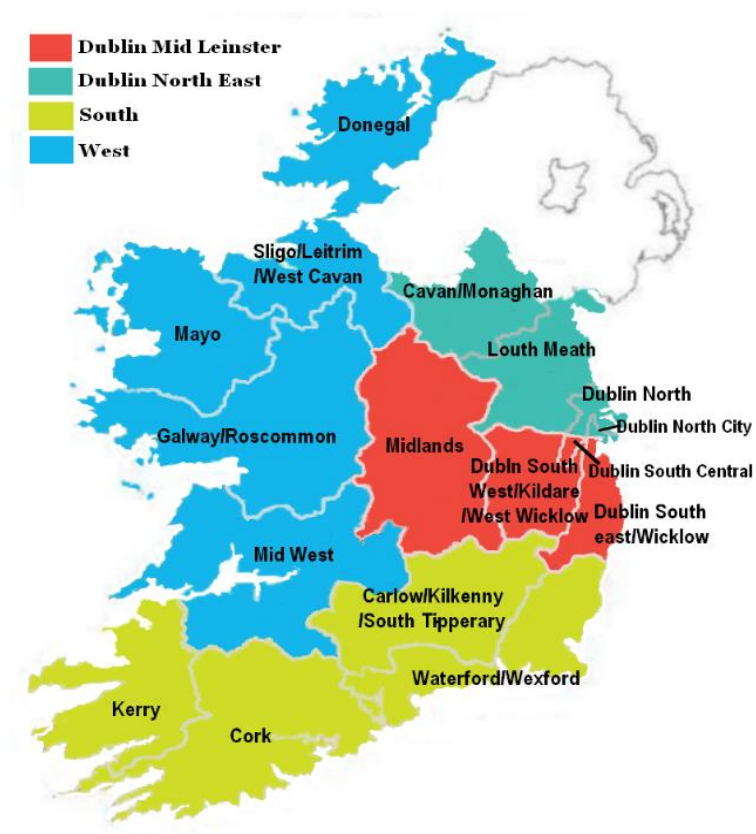 Dublin Mid Leinster
Dublin North East
South
West
Donegal
Sligo/Leitrim
/West Cavan
Cavan/Monaghan
Mayo
Louth Meath
Dublin North
Dublin North City
Galway/Roscommon
Midlands
Dubln South
West/Kildare
/West Wicklow
Dublin South Central
Dublin South
east/Wicklow
Mid West
Carlow/Kilkenny
/South Tipperary
Waterford/Wexford
Kerry
Cork